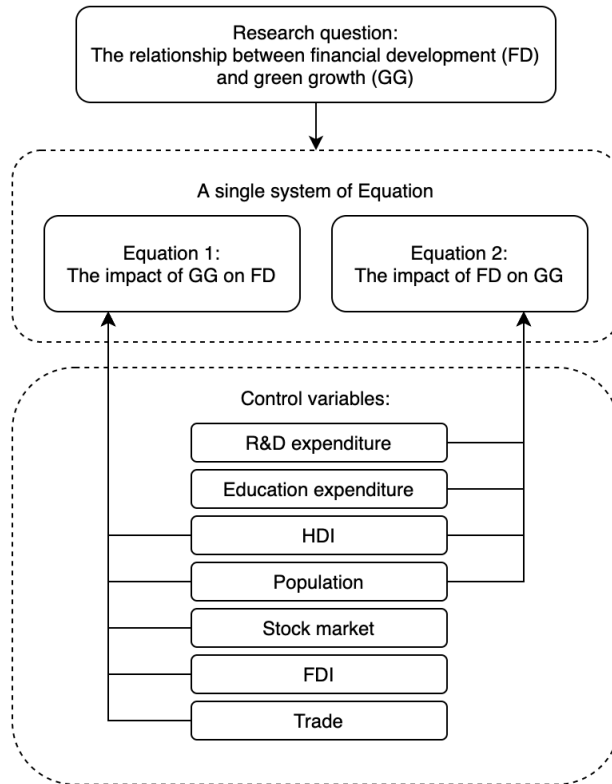 Research question:
The relationship between financial development (FD)
and green growth (GG)
A single system of Equation
Equation 1:
The impact of GG on FD
Equation 2:
The impact of FD on GG
Control variables:
R&D expenditure
Education expenditure
HDI
Population
Stock market
FDI
Trade